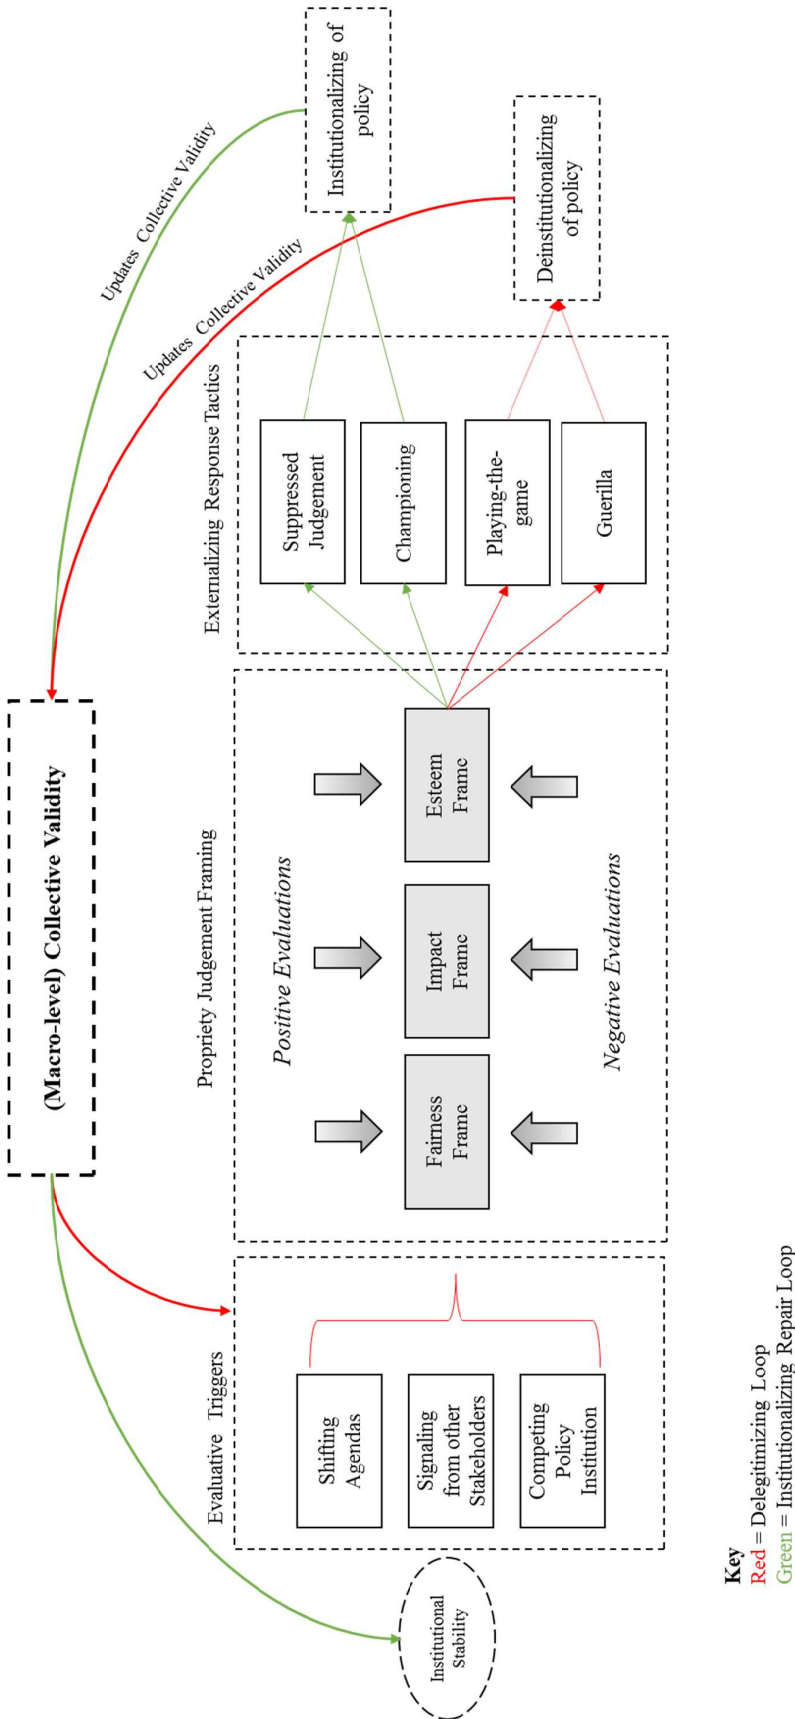 (Macro-level) Collective Validity
Updates  Collective Validity
Updates  Collective Validity
Evaluative  Triggers
Propriety Judgement Framing
Externalizing  Response Tactics
Institutional
Stability
Shifting
Agendas
Signaling
from other
Stakeholders
Competing
Policy
Institution
Positive Evaluations
Fairness
Frame
Impact
Frame
Esteem
Frame
Negative Evaluations
Suppressed
Judgement
Championing
Playing-the-
game
Guerilla
Institutionalizing of
policy
Deinstitutionalizing
of policy
Key
Red = Delegitimizing Loop
Green = Institutionalizing Repair Loop